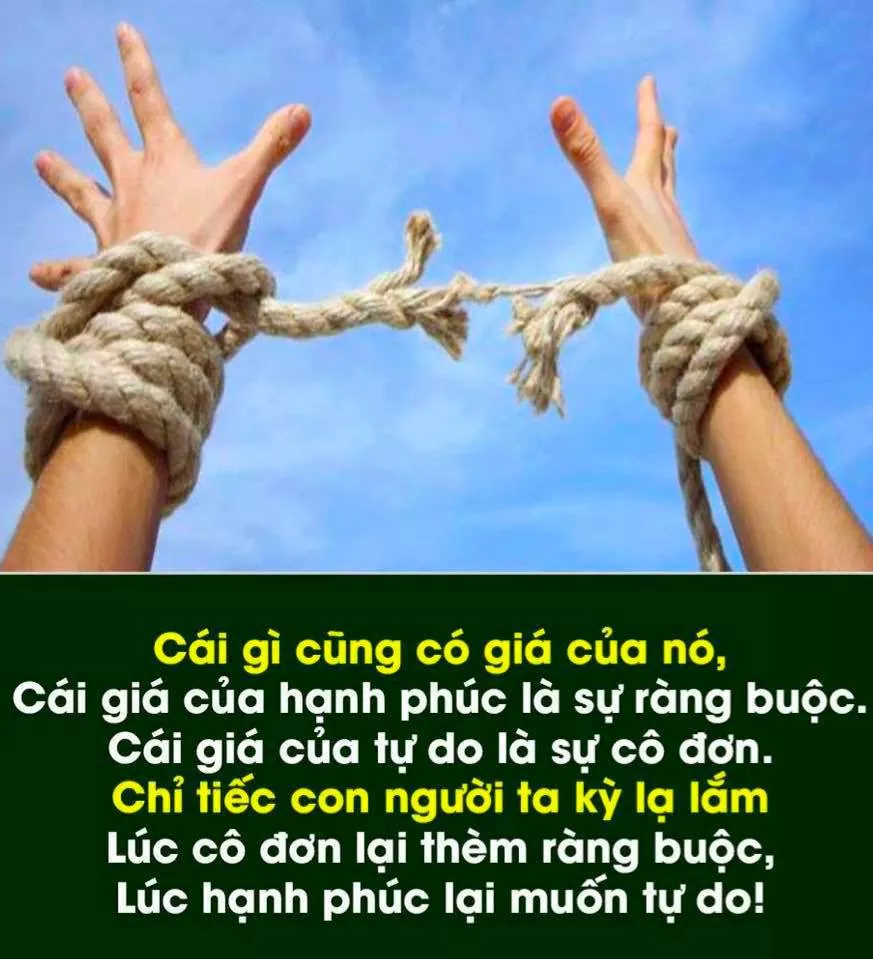 Cái gì cũng có giá của nó,
Cái giá của hạnh phúc là sự ràng buộc.
Cái giá của tự do là sự cô đơn.
Chỉ tiếc con người ta kỳ lạ lắm
Lúc cô đơn lại thèm ràng buộc,
Lúc hạnh phúc lại muốn tự do!